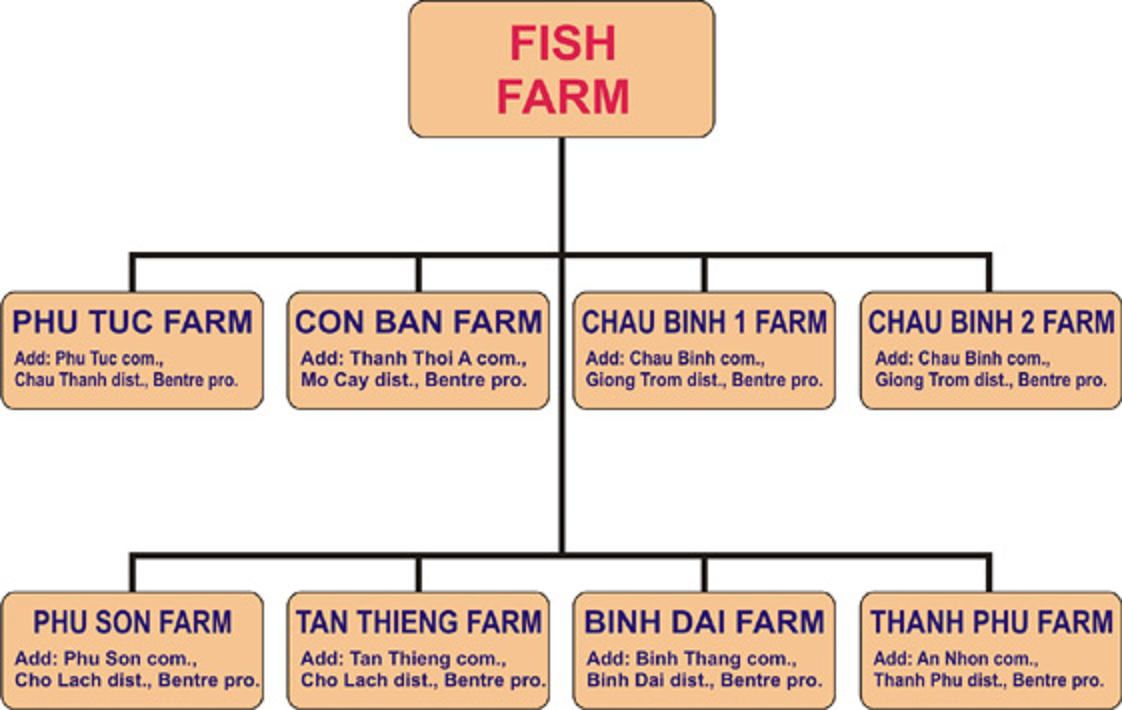 FISH
FARM
PHU TUC FARM
Add: Phu Tuc com.,
Chau Thanh dist., Bentre pro.
CON BAN FARM
Add: Thanh Thoi A com.,
Mo Cay dist., Bentre pro.
CHAU BINH 1 FARM
Add: Chau Binh com.,
Giong Trom dist., Bentre pro.
CHAU BINH 2 FARM
Add: Chau Binh com.,
Giong Trom dist., Bentre pro.
PHU SON FARM
Add: Phu Son com.,
Cho Lach dist., Bentre pro.
TAN THIENG FARM
Add: Tan Thieng com.,
Cho Lach dist., Bentre pro.
BINH DAI FARM
Add: Binh Thang com.,
Binh Dai dist., Bentre pro.
THANH PHU FARM
Add: An Nhon com.,
Thanh Phu dist., Bentre pro.